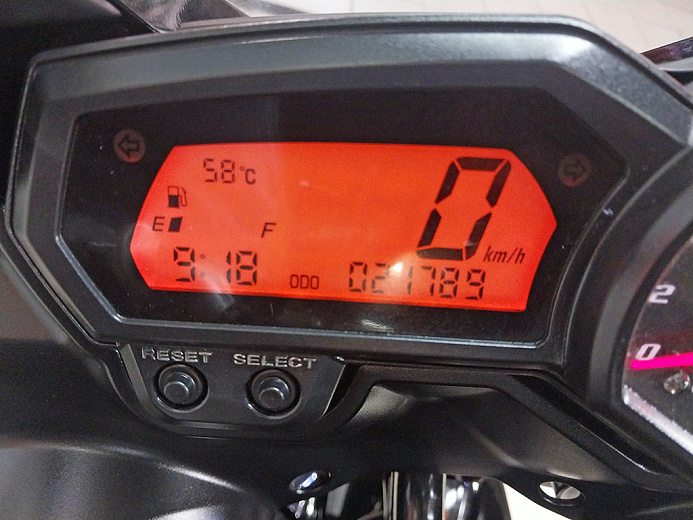 58°C
0
km/h
E F
9:18 ODO 021789
RESET SELECT
2
0